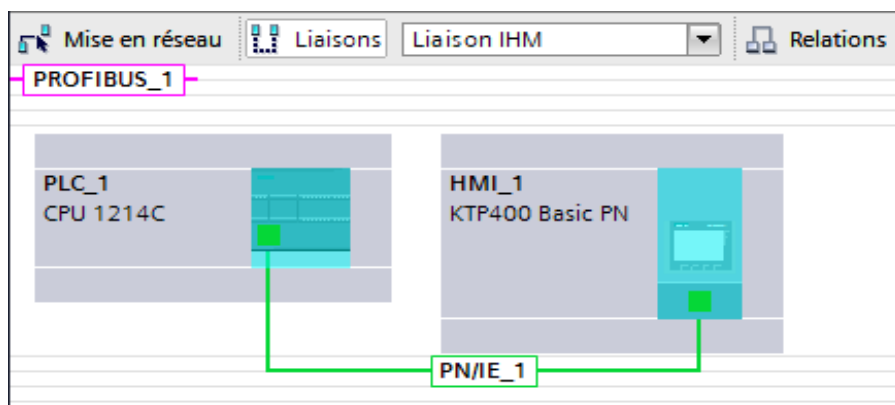 Mise en réseau Liaisons Liaison IHM Relations
PROFIBUS_1
PLC_1
CPU 1214C
HMI_1
KTP400 Basic PN
PN/IE_1